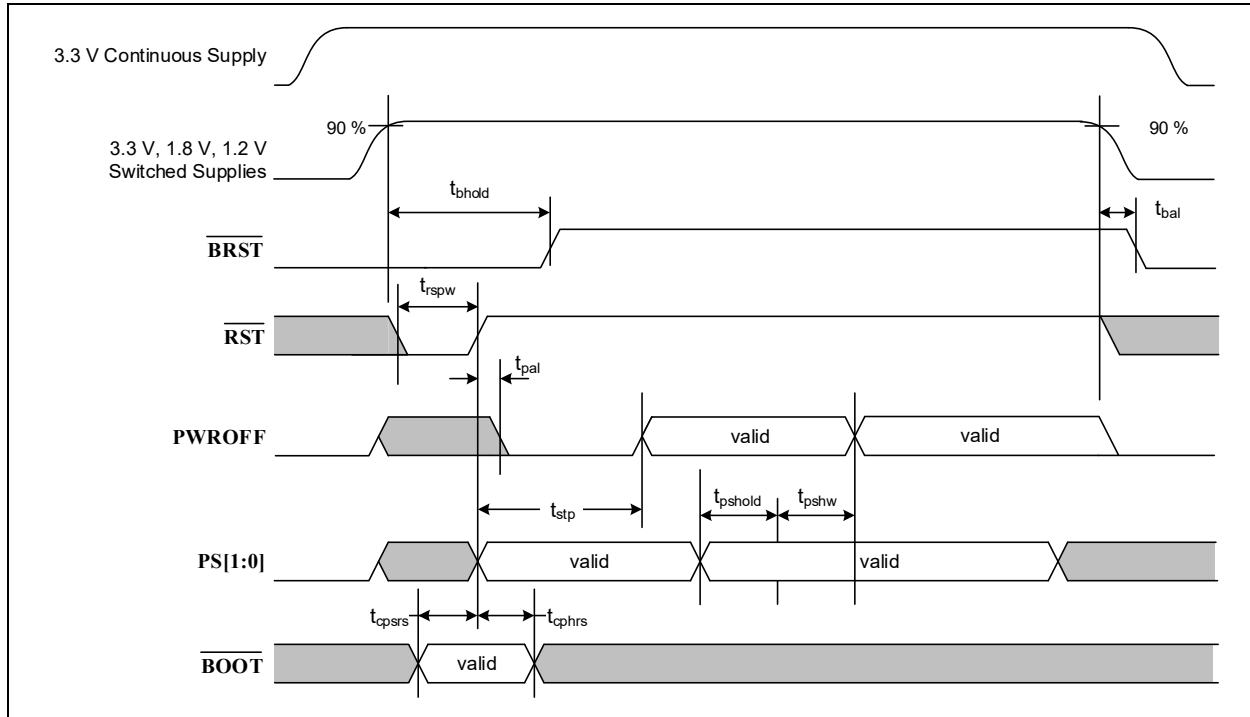 3.3 V Continuous Supply
90 %
90 %
3.3 V, 1.8 V, 1.2 V
Switched Supplies
tbhold
tbal
BRST
trspw
RST
tpal
PWROFF
valid
valid
tpshold
tpshw
tstp
PS[1:0]
valid
valid
tcpsrs
tcphrs
BOOT
valid